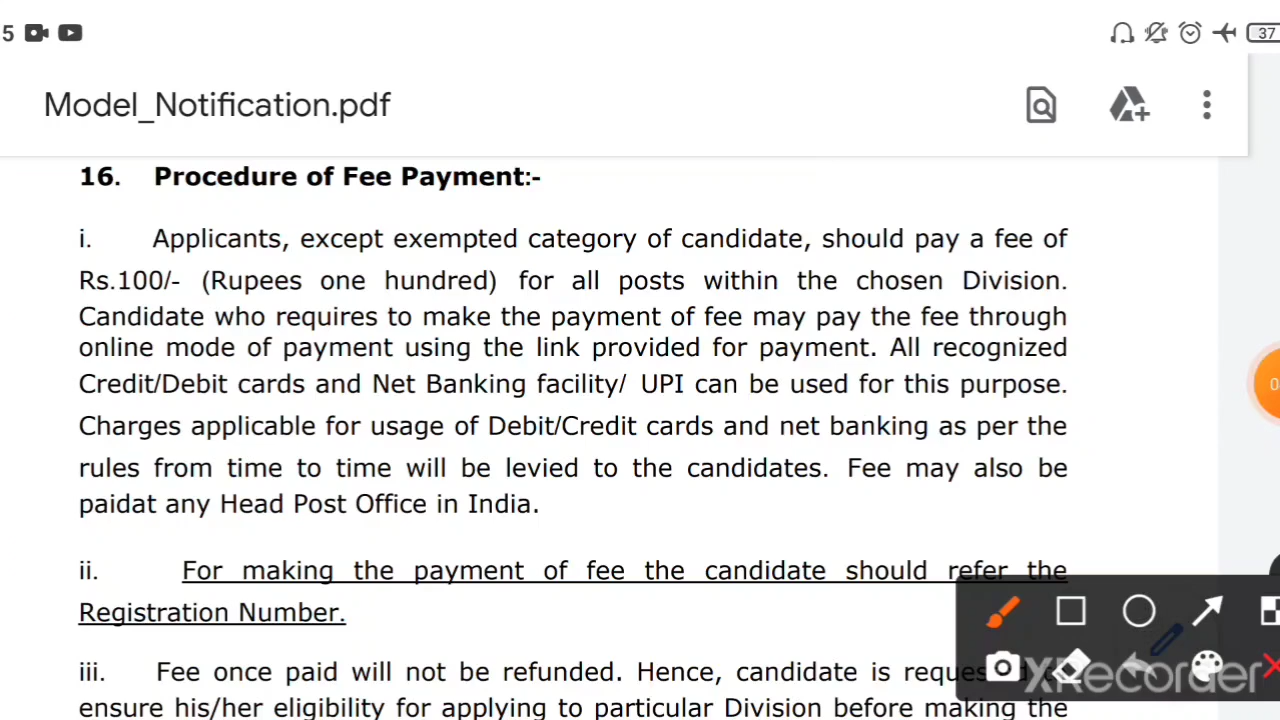 5
37
Model_Notification.pdf
16. Procedure of Fee Payment:-
i. Applicants, except exempted category of candidate, should pay a fee of
Rs.100/- (Rupees one hundred) for all posts within the chosen Division.
Candidate who requires to make the payment of fee may pay the fee through
online mode of payment using the link provided for payment. All recognized
Credit/Debit cards and Net Banking facility/ UPI can be used for this purpose.
Charges applicable for usage of Debit/Credit cards and net banking as per the
rules from time to time will be levied to the candidates. Fee may also be
paidat any Head Post Office in India.
ii. For making the payment of fee the candidate should refer the
Registration Number.
iii. Fee once paid will not be refunded. Hence, candidate is
ensure his/her eligibility for applying to particular Division before making the
XRecorder